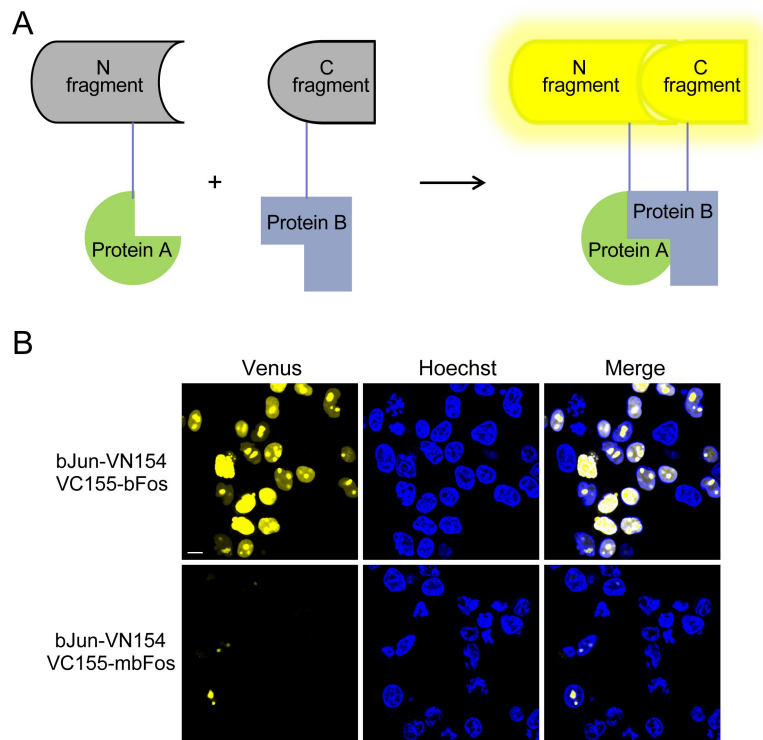 A
N
fragment
C
fragment
N
fragment
C
fragment
+
Protein A
Protein B
Protein B
Protein A
B
Venus Hoechst Merge
bJun-VN154
VC155-bFos
bJun-VN154
VC155-mbFos